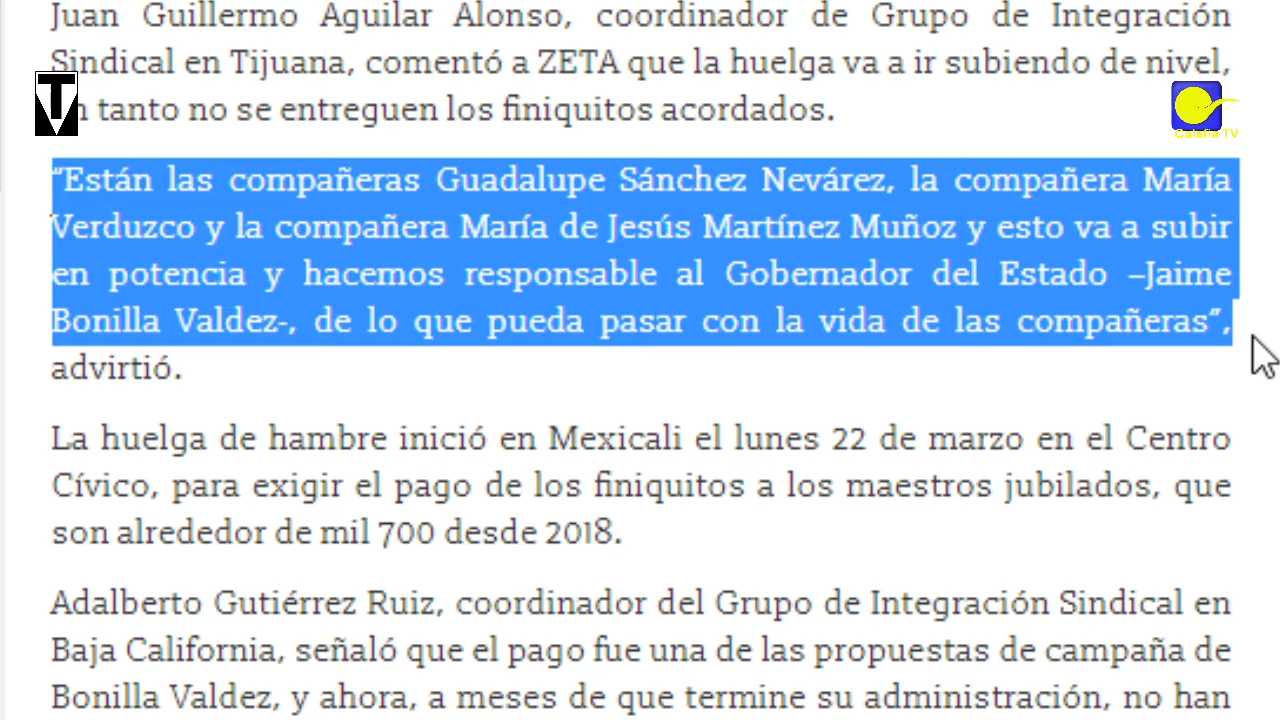 Juan Guillermo Aguilar Alonso, coordinador de Grupo de Integración
Sindical en Tijuana, comentó a ZETA que la huelga va a ir subiendo de nivel,
tanto no se entreguen los finiquitos acordados.
T
Calafia TV
“Están las compañeras Guadalupe Sánchez Nevárez, la compañera María
Verduzco y la compañera María de Jesús Martínez Muñoz y esto va a subir
en potencia y hacemos responsable al Gobernador del Estado –Jaime
Bonilla Valdez-, de lo que pueda pasar con la vida de las compañeras”,
advirtió.
La huelga de hambre inició en Mexicali el lunes 22 de marzo en el Centro
Cívico, para exigir el pago de los finiquitos a los maestros jubilados, que
son alrededor de mil 700 desde 2018.
Adalberto Gutiérrez Ruiz, coordinador del Grupo de Integración Sindical en
Baja California, señaló que el pago fue una de las propuestas de campaña de
Bonilla Valdez, y ahora, a meses de que termine su administración, no han